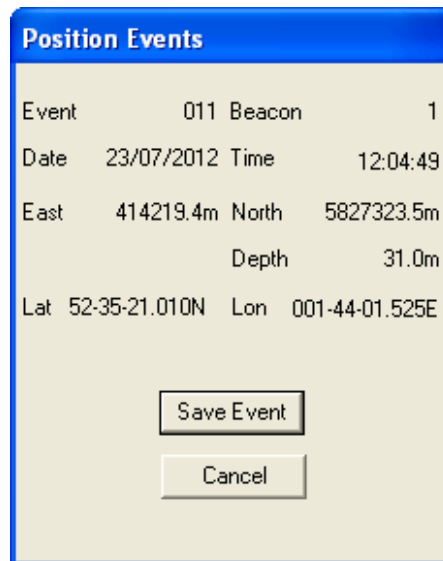 Position Events
Event 011 Beacon 1
Date 23/07/2012 Time 12:04:49
East 414219.4m North 5827323.5m
Depth 31.0m
Lat 52-35-21.010N Lon 001-44-01.525E
Save Event
Cancel